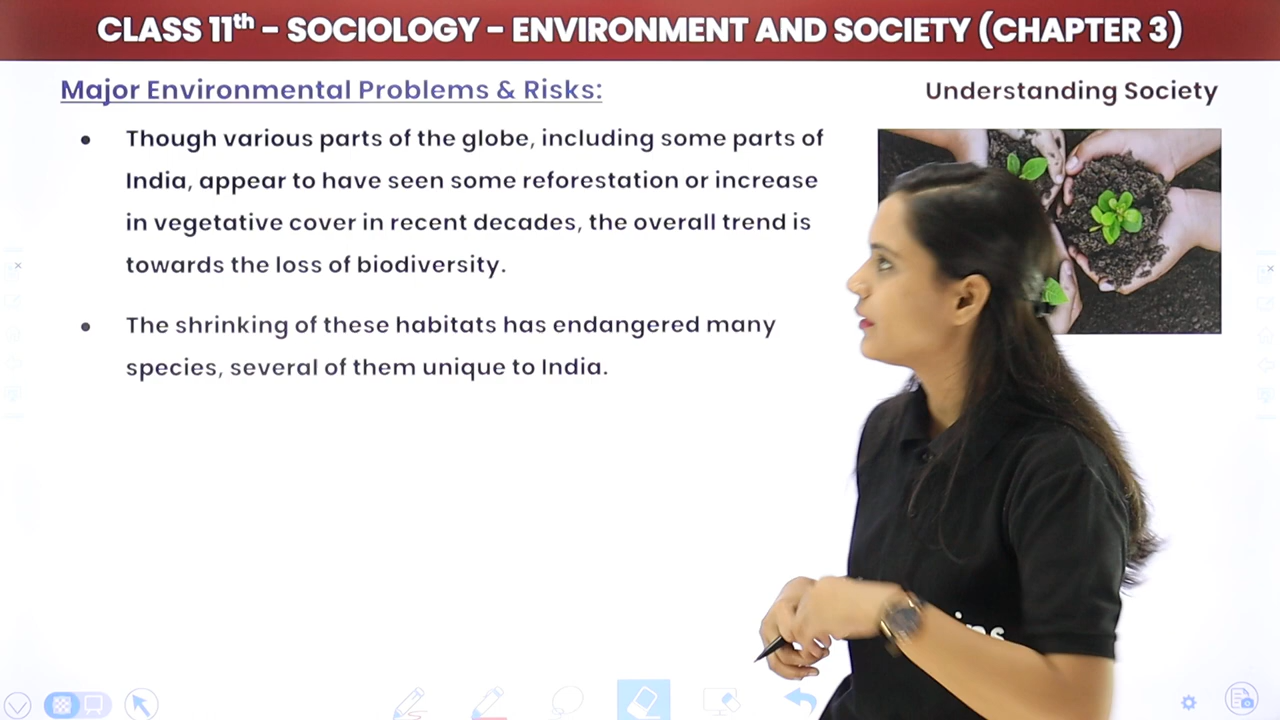 CLASS 11th – SOCIOLOGY – ENVIRONMENT AND SOCIETY (CHAPTER 3)
Major Environmental Problems & Risks:
Understanding Society
• Though various parts of the globe, including some parts of
India, appear to have seen some reforestation or increase
in vegetative cover in recent decades, the overall trend is
towards the loss of biodiversity.
• The shrinking of these habitats has endangered many
species, several of them unique to India.